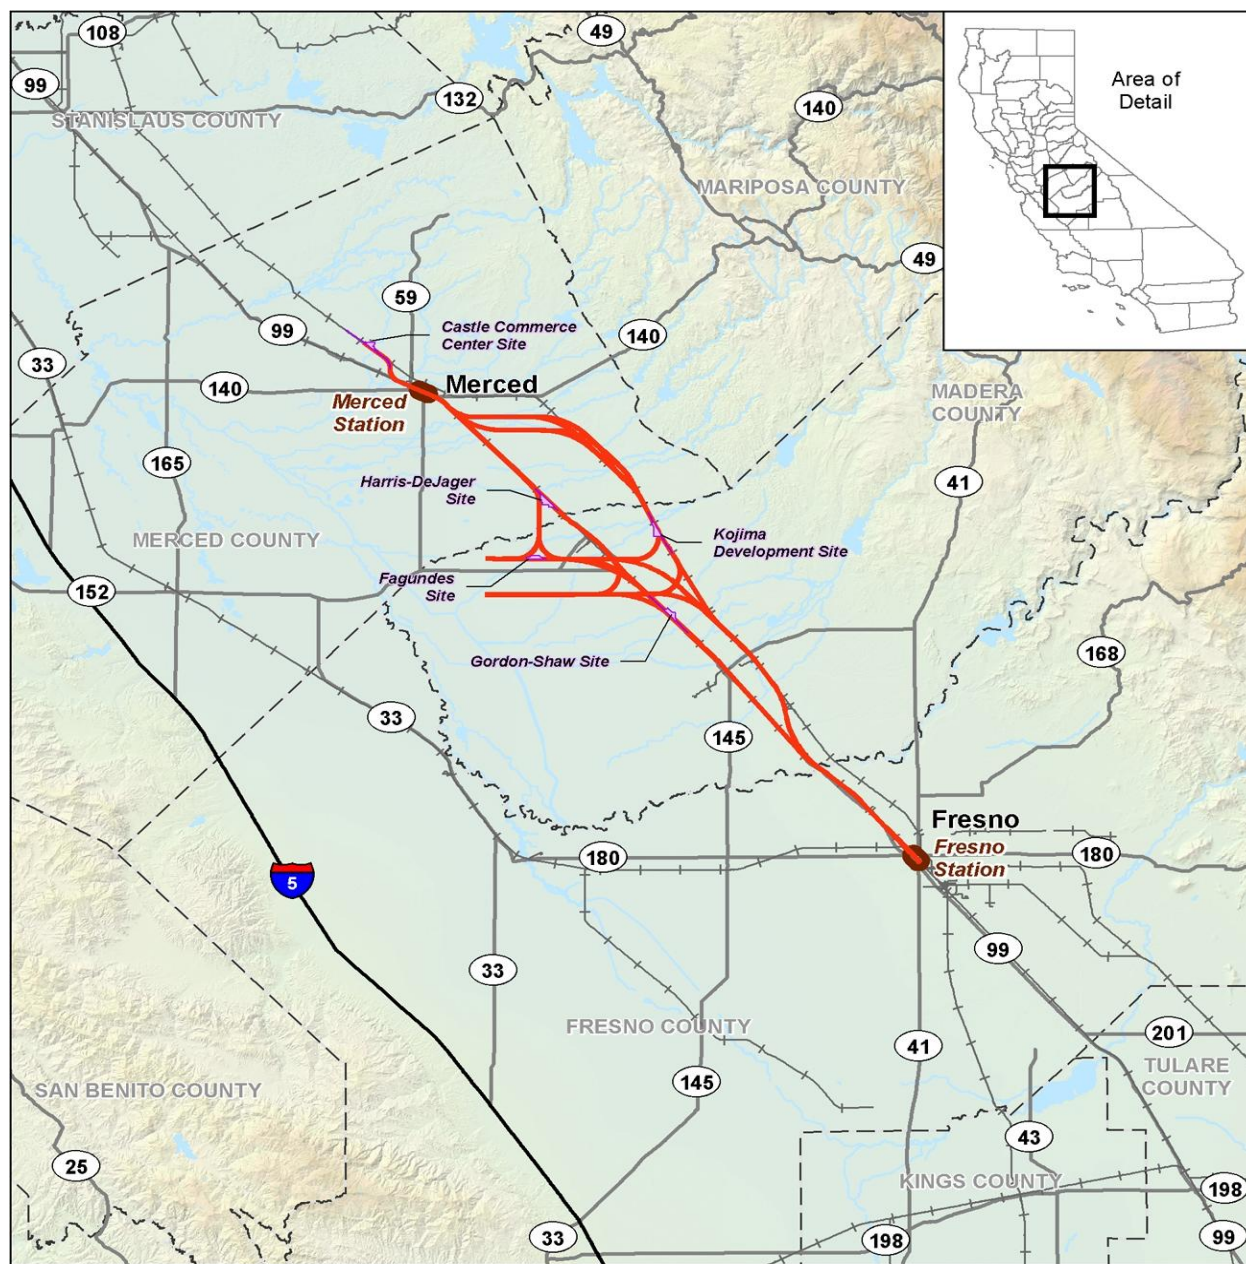 108
49
99
132
140
STANISLAUS COUNTY
Area of
Detail
MARIPOSA COUNTY
49
59
99
Castle Commerce
Center Site
140
33
140
Merced
Merced
Station
MADERA
COUNTY
165
Harris-DeJager
Site
41
MERCED COUNTY
Kojima
Development Site
Fagundes
Site
152
Gordon-Shaw Site
168
33
145
Fresno
Fresno
Station
180
180
5
99
33
FRESNO COUNTY
201
41
TULARE
COUNTY
145
SAN BENITO COUNTY
43
25
KINGS COUNTY
198
33
198
99